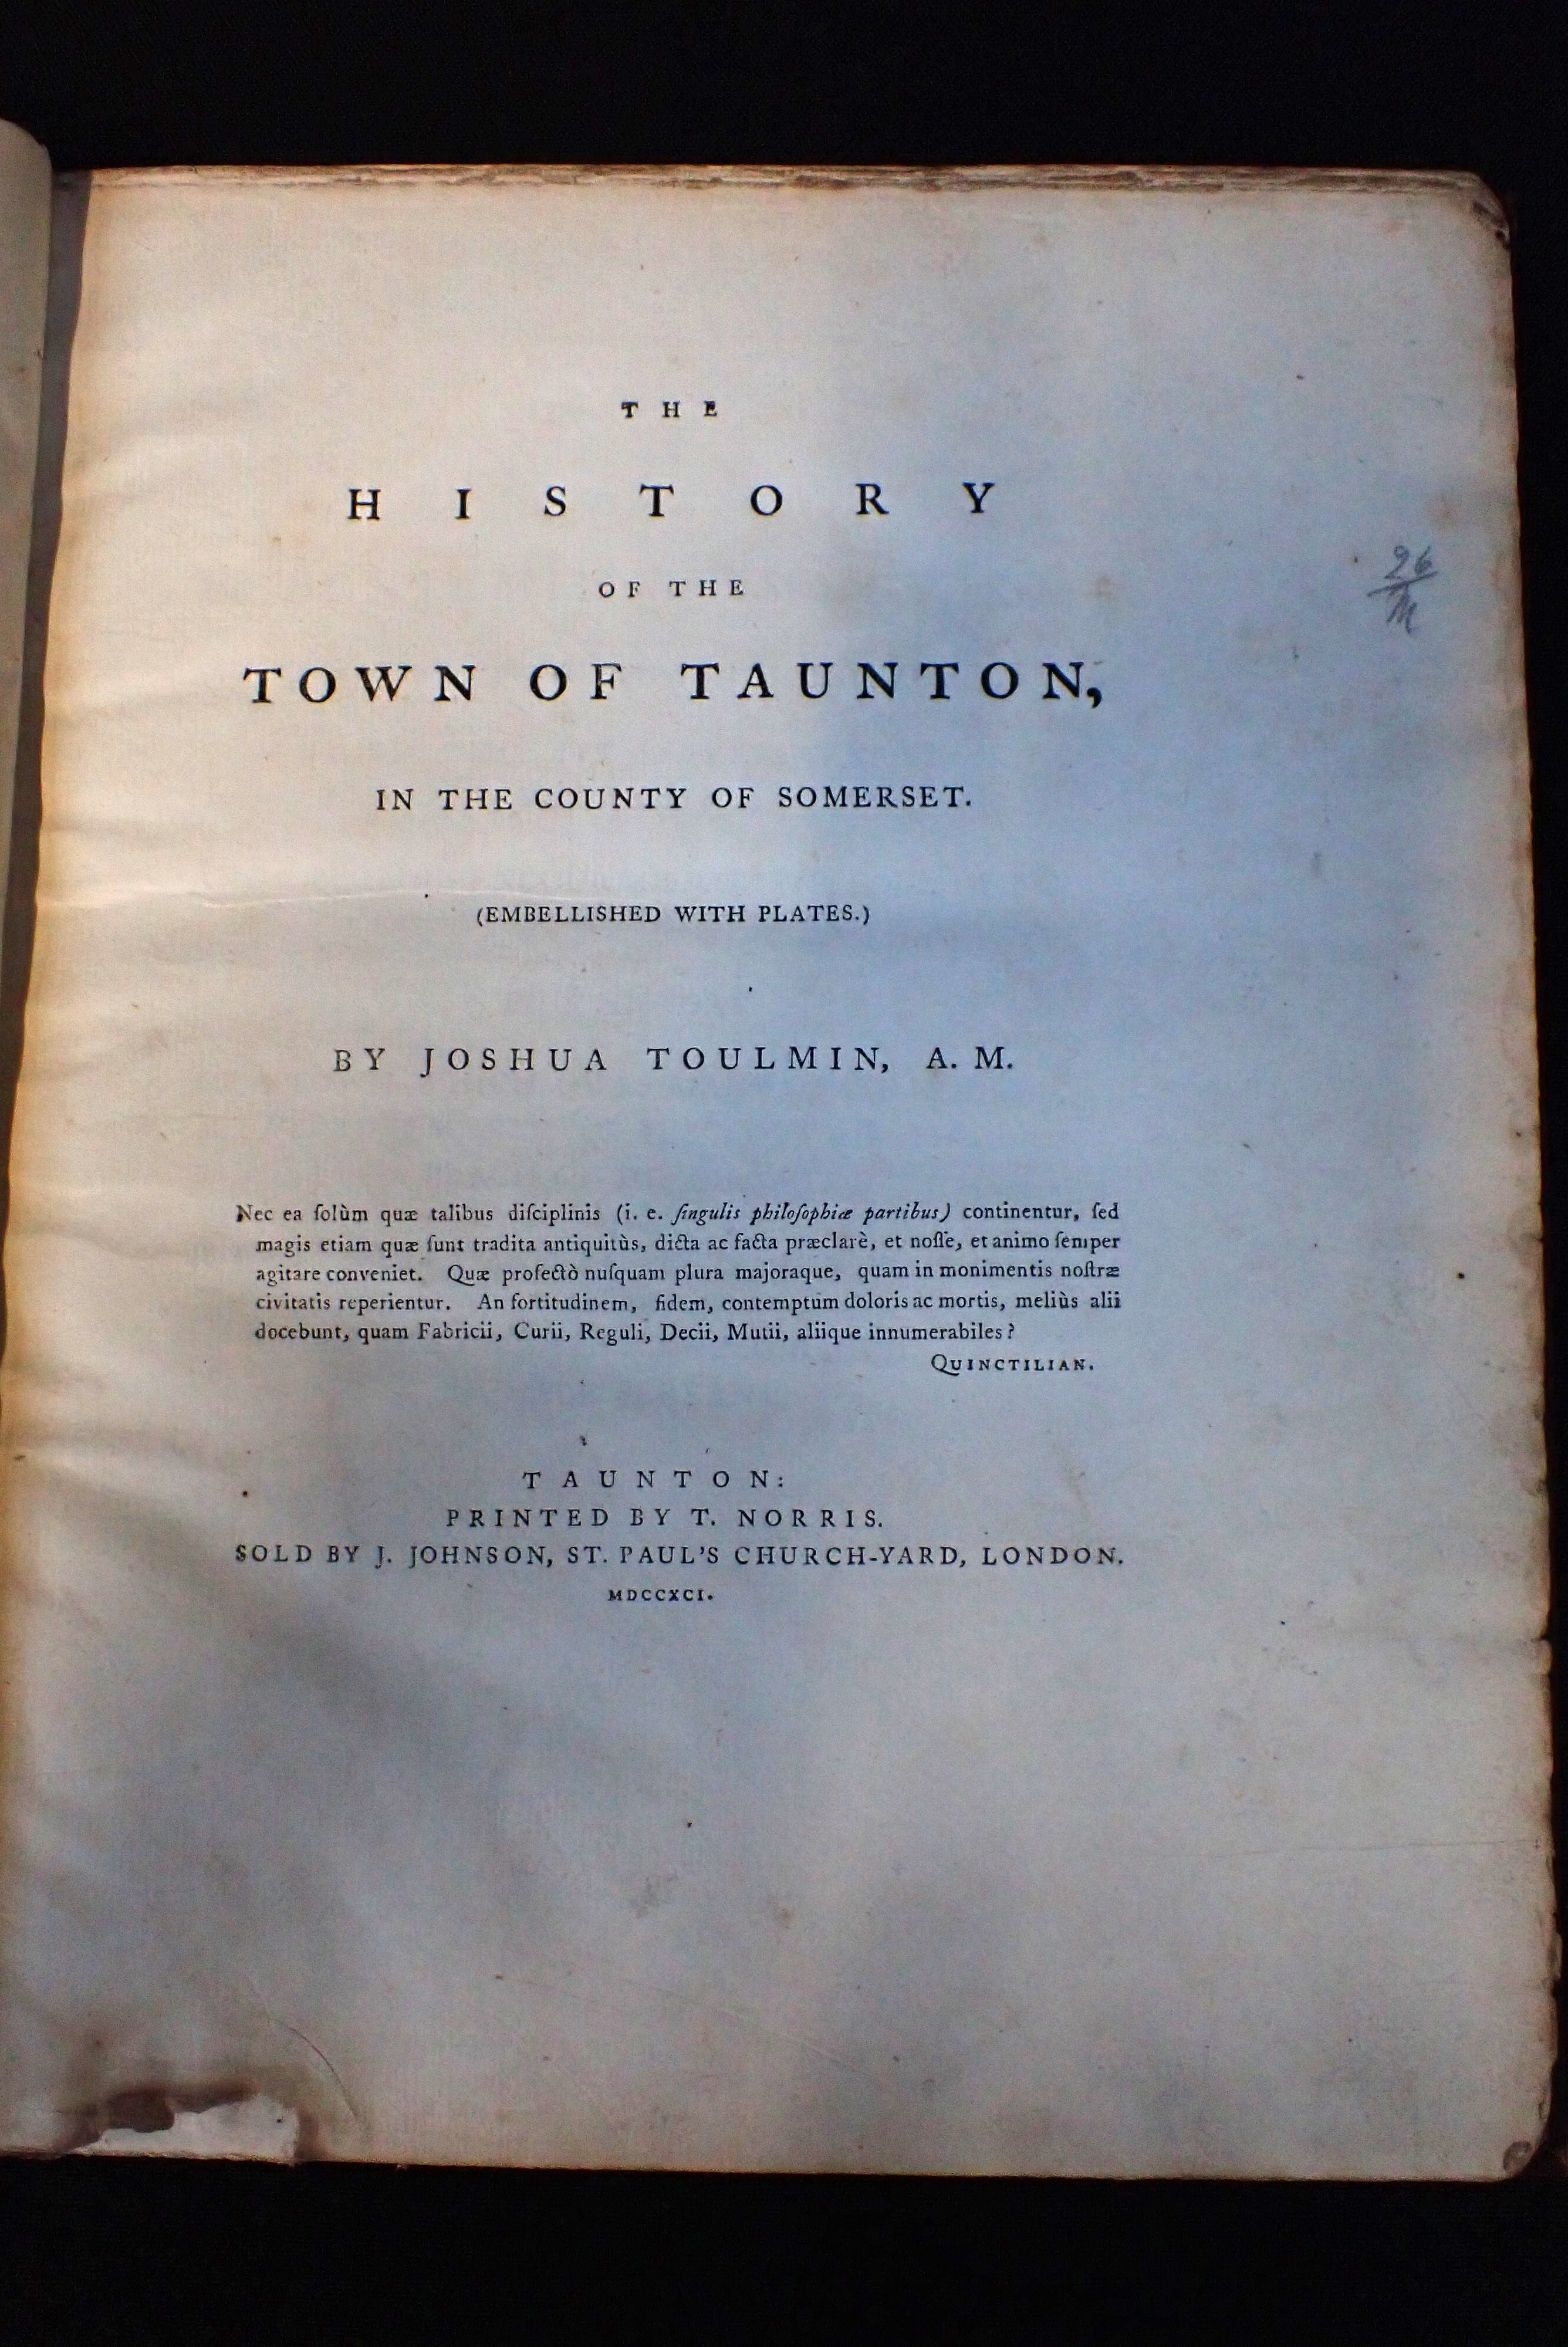 THE
HISTORY
OF THE
TOWN OF TAUNTON,
IN THE COUNTY OF SOMERSET.
(EMBELLISHED WITH PLATES.)
BY JOSHUA TOULMIN, A. M.
Nec ea ſolùm quæ talibus diſciplinis (i. e. ſingulis philoſophiæ partibus) continentur, ſed
magis etiam quæ ſunt tradita antiquitùs, dicta ac facta præclarè, et noſſe, et animo ſemper
agitare conveniet. Quæ profectò nuſquam plura majoraque, quam in monimentis noſtræ
civitatis reperientur. An fortitudinem, fidem, contemptum doloris ac mortis, meliùs alii
docebunt, quam Fabricii, Curii, Reguli, Decii, Mutii, aliique innumerabiles?
QUINCTILIAN.
TAUNTON:
PRINTED BY T. NORRIS.
SOLD BY J. JOHNSON, ST. PAUL'S CHURCH-YARD, LONDON.
MDCCXCI.
26